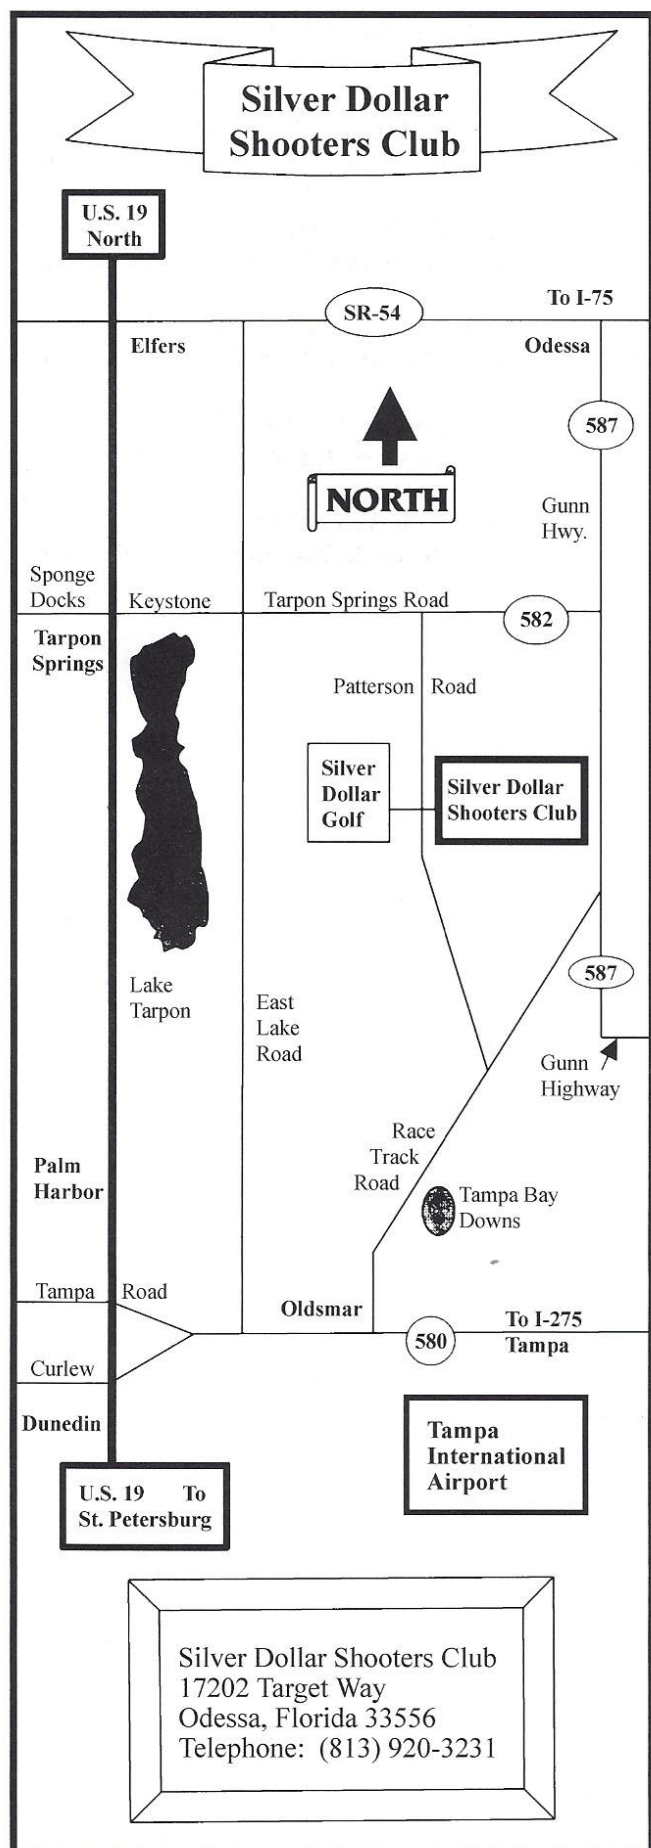 Silver Dollar
Shooters Club
U.S. 19
North
To I-75
SR-54
Elfers
Odessa
587
NORTH
Gunn
Hwy.
Sponge
Docks
Keystone
Tarpon Springs Road
582
Tarpon
Springs
Patterson Road
Silver
Dollar
Golf
Silver Dollar
Shooters Club
587
Lake
Tarpon
East
Lake
Road
Gunn
Highway
Race
Track
Road
Palm
Harbor
Tampa Bay
Downs
Tampa Road
Oldsmar
To I-275
580
Tampa
Curlew
Dunedin
Tampa
International
Airport
U.S. 19 To
St. Petersburg
Silver Dollar Shooters Club
17202 Target Way
Odessa, Florida 33556
Telephone: (813) 920-3231